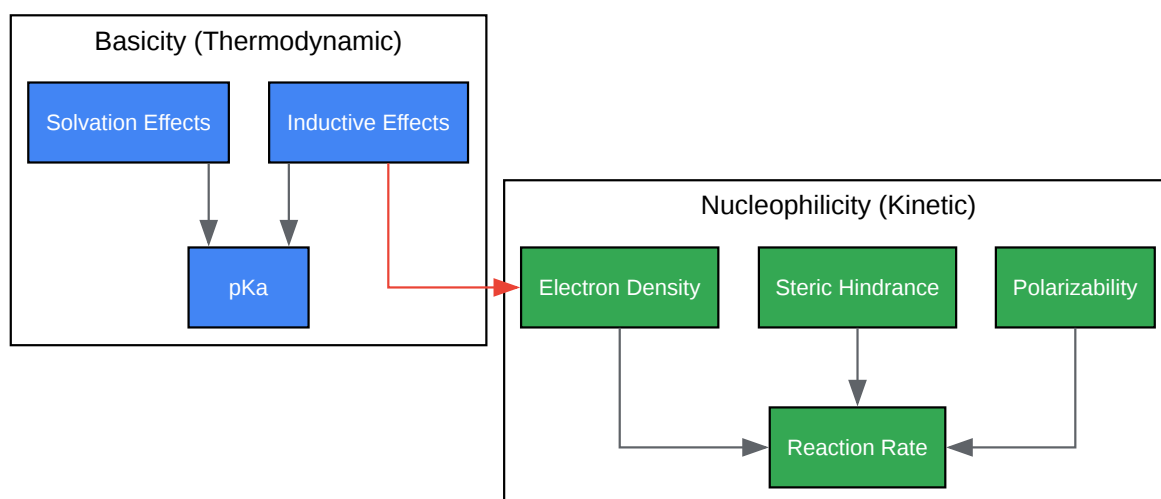 Basicity (Thermodynamic)
Solvation Effects
Inductive Effects
pKa
Nucleophilicity (Kinetic)
Electron Density
Steric Hindrance
Polarizability
Reaction Rate